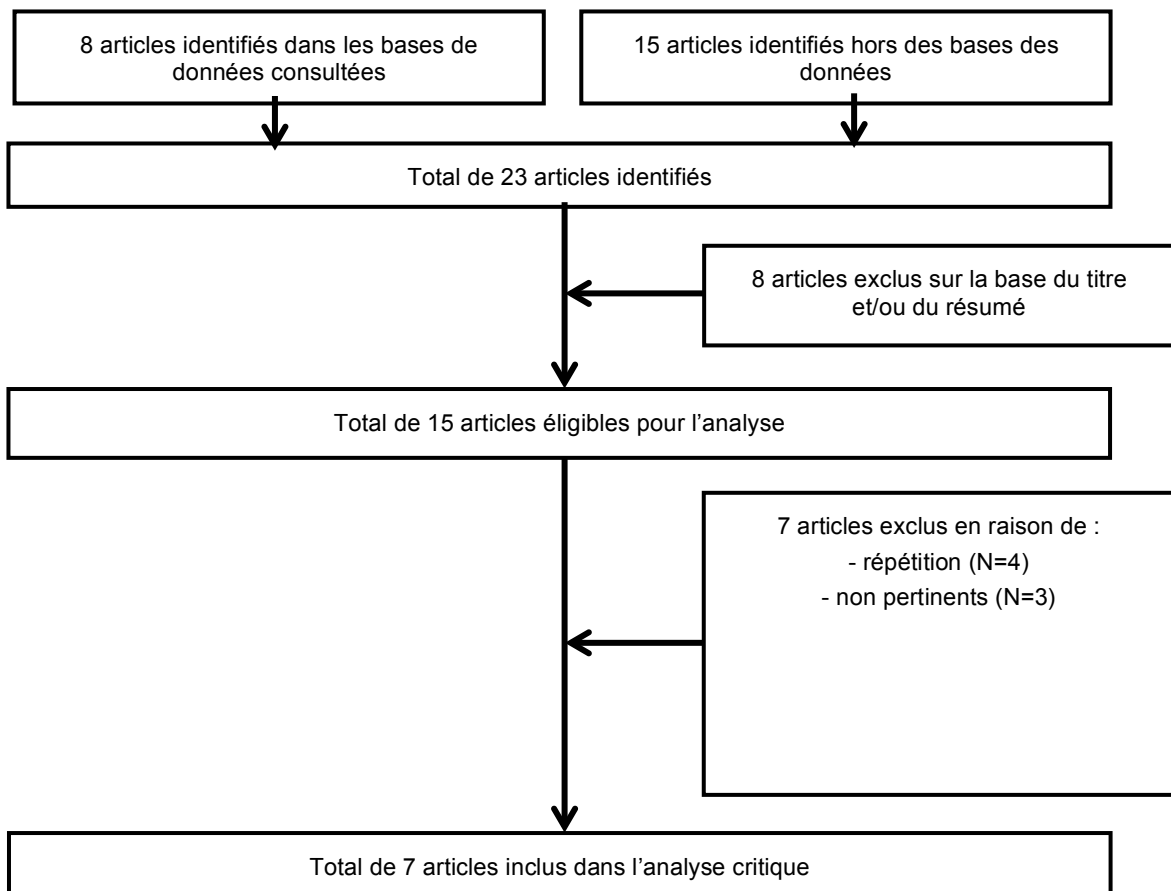 8 articles identifiés dans les bases de
données consultées
15 articles identifiés hors des bases des
données
Total de 23 articles identifiés
8 articles exclus sur la base du titre
et/ou du résumé
Total de 15 articles éligibles pour l’analyse
7 articles exclus en raison de :
- répétition (N=4)
- non pertinents (N=3)
Total de 7 articles inclus dans l’analyse critique